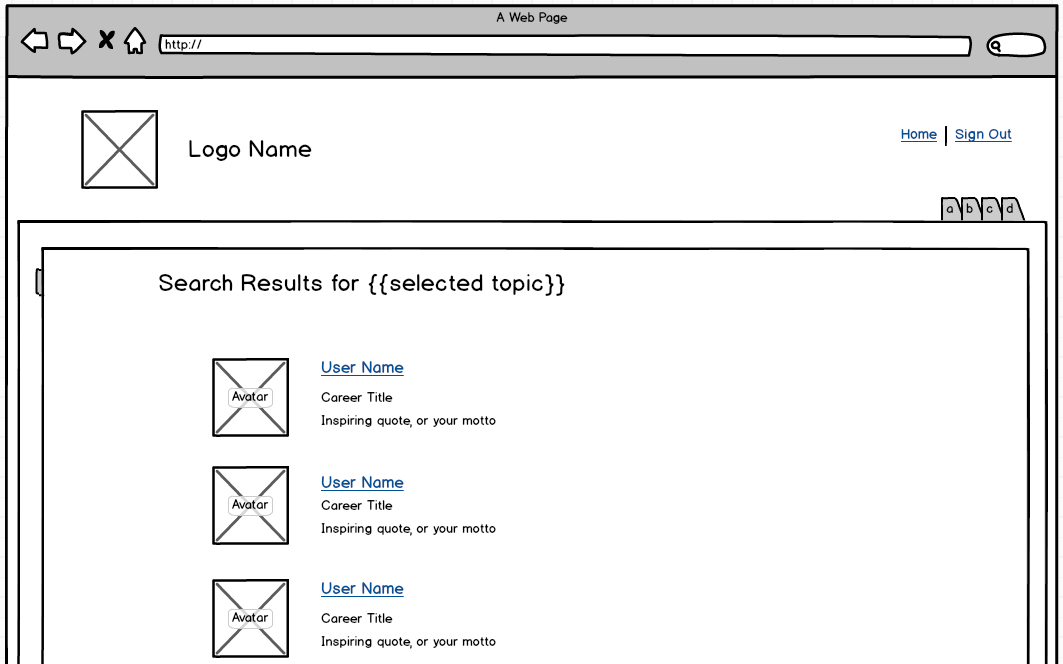 A Web Page
http://
Home Sign Out
Logo Name
a b c d
Search Results for {{selected topic}}
User Name
Avatar
Career Title
Inspiring quote, or your motto
User Name
Avatar
Career Title
Inspiring quote, or your motto
User Name
Avatar
Career Title
Inspiring quote, or your motto